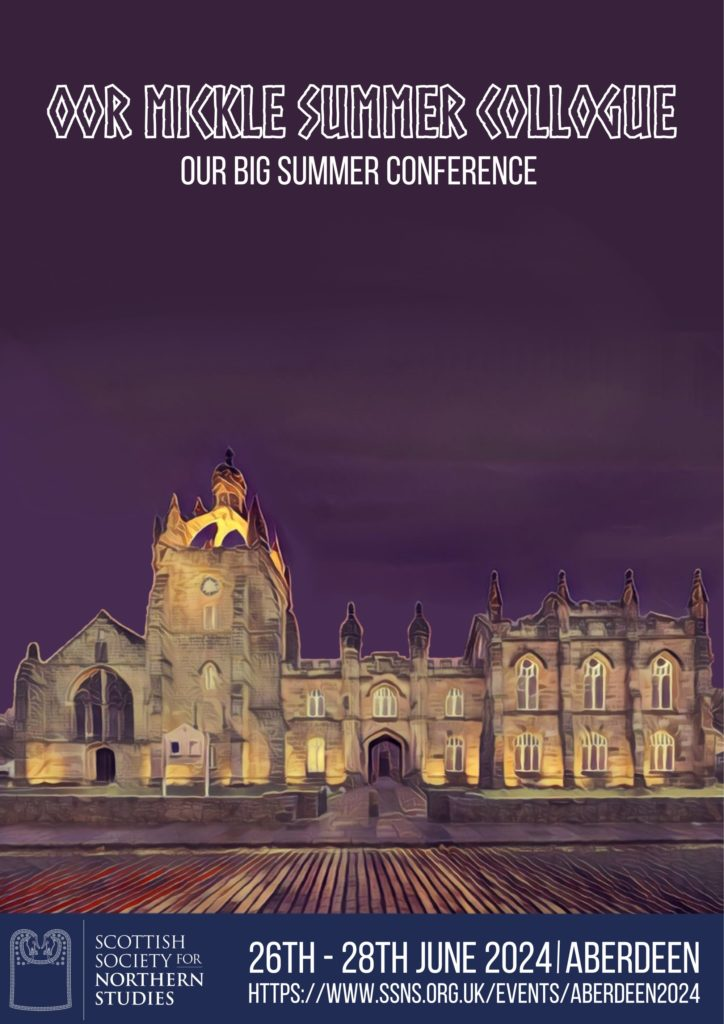 OOR MICKLE SUMMER COLLOGUE
OUR BIG SUMMER CONFERENCE
SCOTTISH
SOCIETY FOR
NORTHERN
STUDIES
26TH - 28TH JUNE 2024|ABERDEEN
HTTPS://WWW.SSNS.ORG.UK/EVENTS/ABERDEEN2024